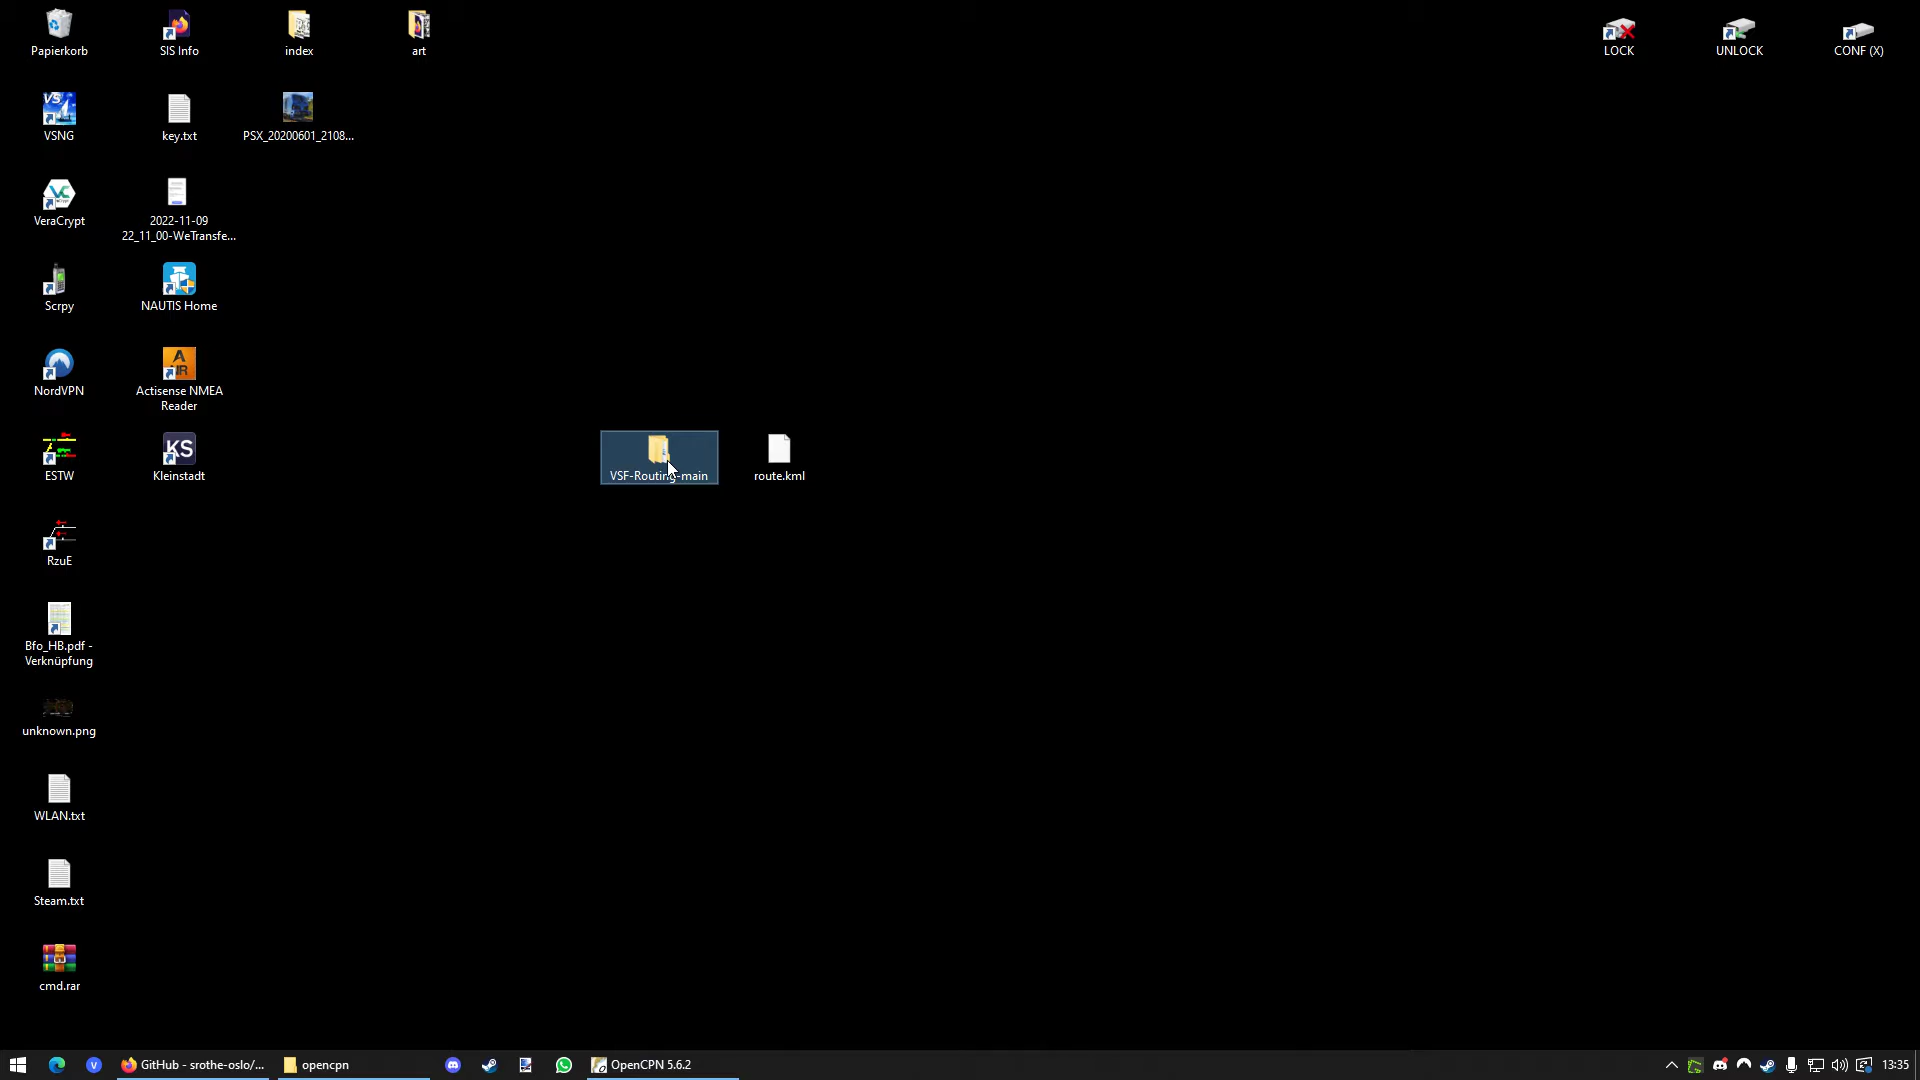 Papierkorb
SIS Info
index
art
LOCK
UNLOCK
CONF (X)
VSNG
key.txt
PSX_20200601_2108...
VeraCrypt
2022-11-09
22_11_00-WeTransfe...
Scrpy
NAUTIS Home
NordVPN
Actisense NMEA
Reader
ESTW
Kleinstadt
VSF-Routing-main
route.kml
RzuE
Bfo_HB.pdf -
Verknüpfung
unknown.png
WLAN.txt
Steam.txt
cmd.rar
GitHub - srothe-oslo/...
opencpn
OpenCPN 5.6.2
13:35